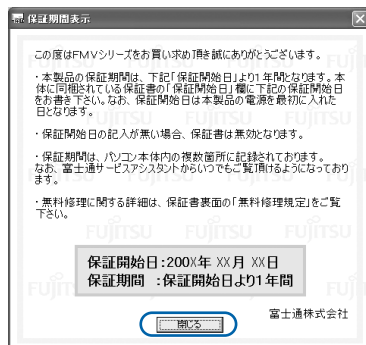 保証期間表示
この度はFMVシリーズをお買い求め頂き誠にありがとうございます。
・本製品の保証期間は、下記「保証開始日」より1年間となります。本
体に同梱されている保証書の「保証開始日」欄に下記の保証開始日
をお書き下さい。なお、保証開始日は本製品の電源を最初に入れた
日となります。
・保証開始日の記入が無い場合、保証書は無効となります。
・保証期間は、パソコン本体内の複数箇所に記録されております。
なお、富士通サービスアシスタントからいつでもご覧頂けるようになっており
ます。
・無料修理に関する詳細は、保証書裏面の「無料修理規定」をご覧
下さい。
保証開始日:200X年 XX月 XX日
保証期間 :保証開始日より1年間
富士通株式会社
閉じる